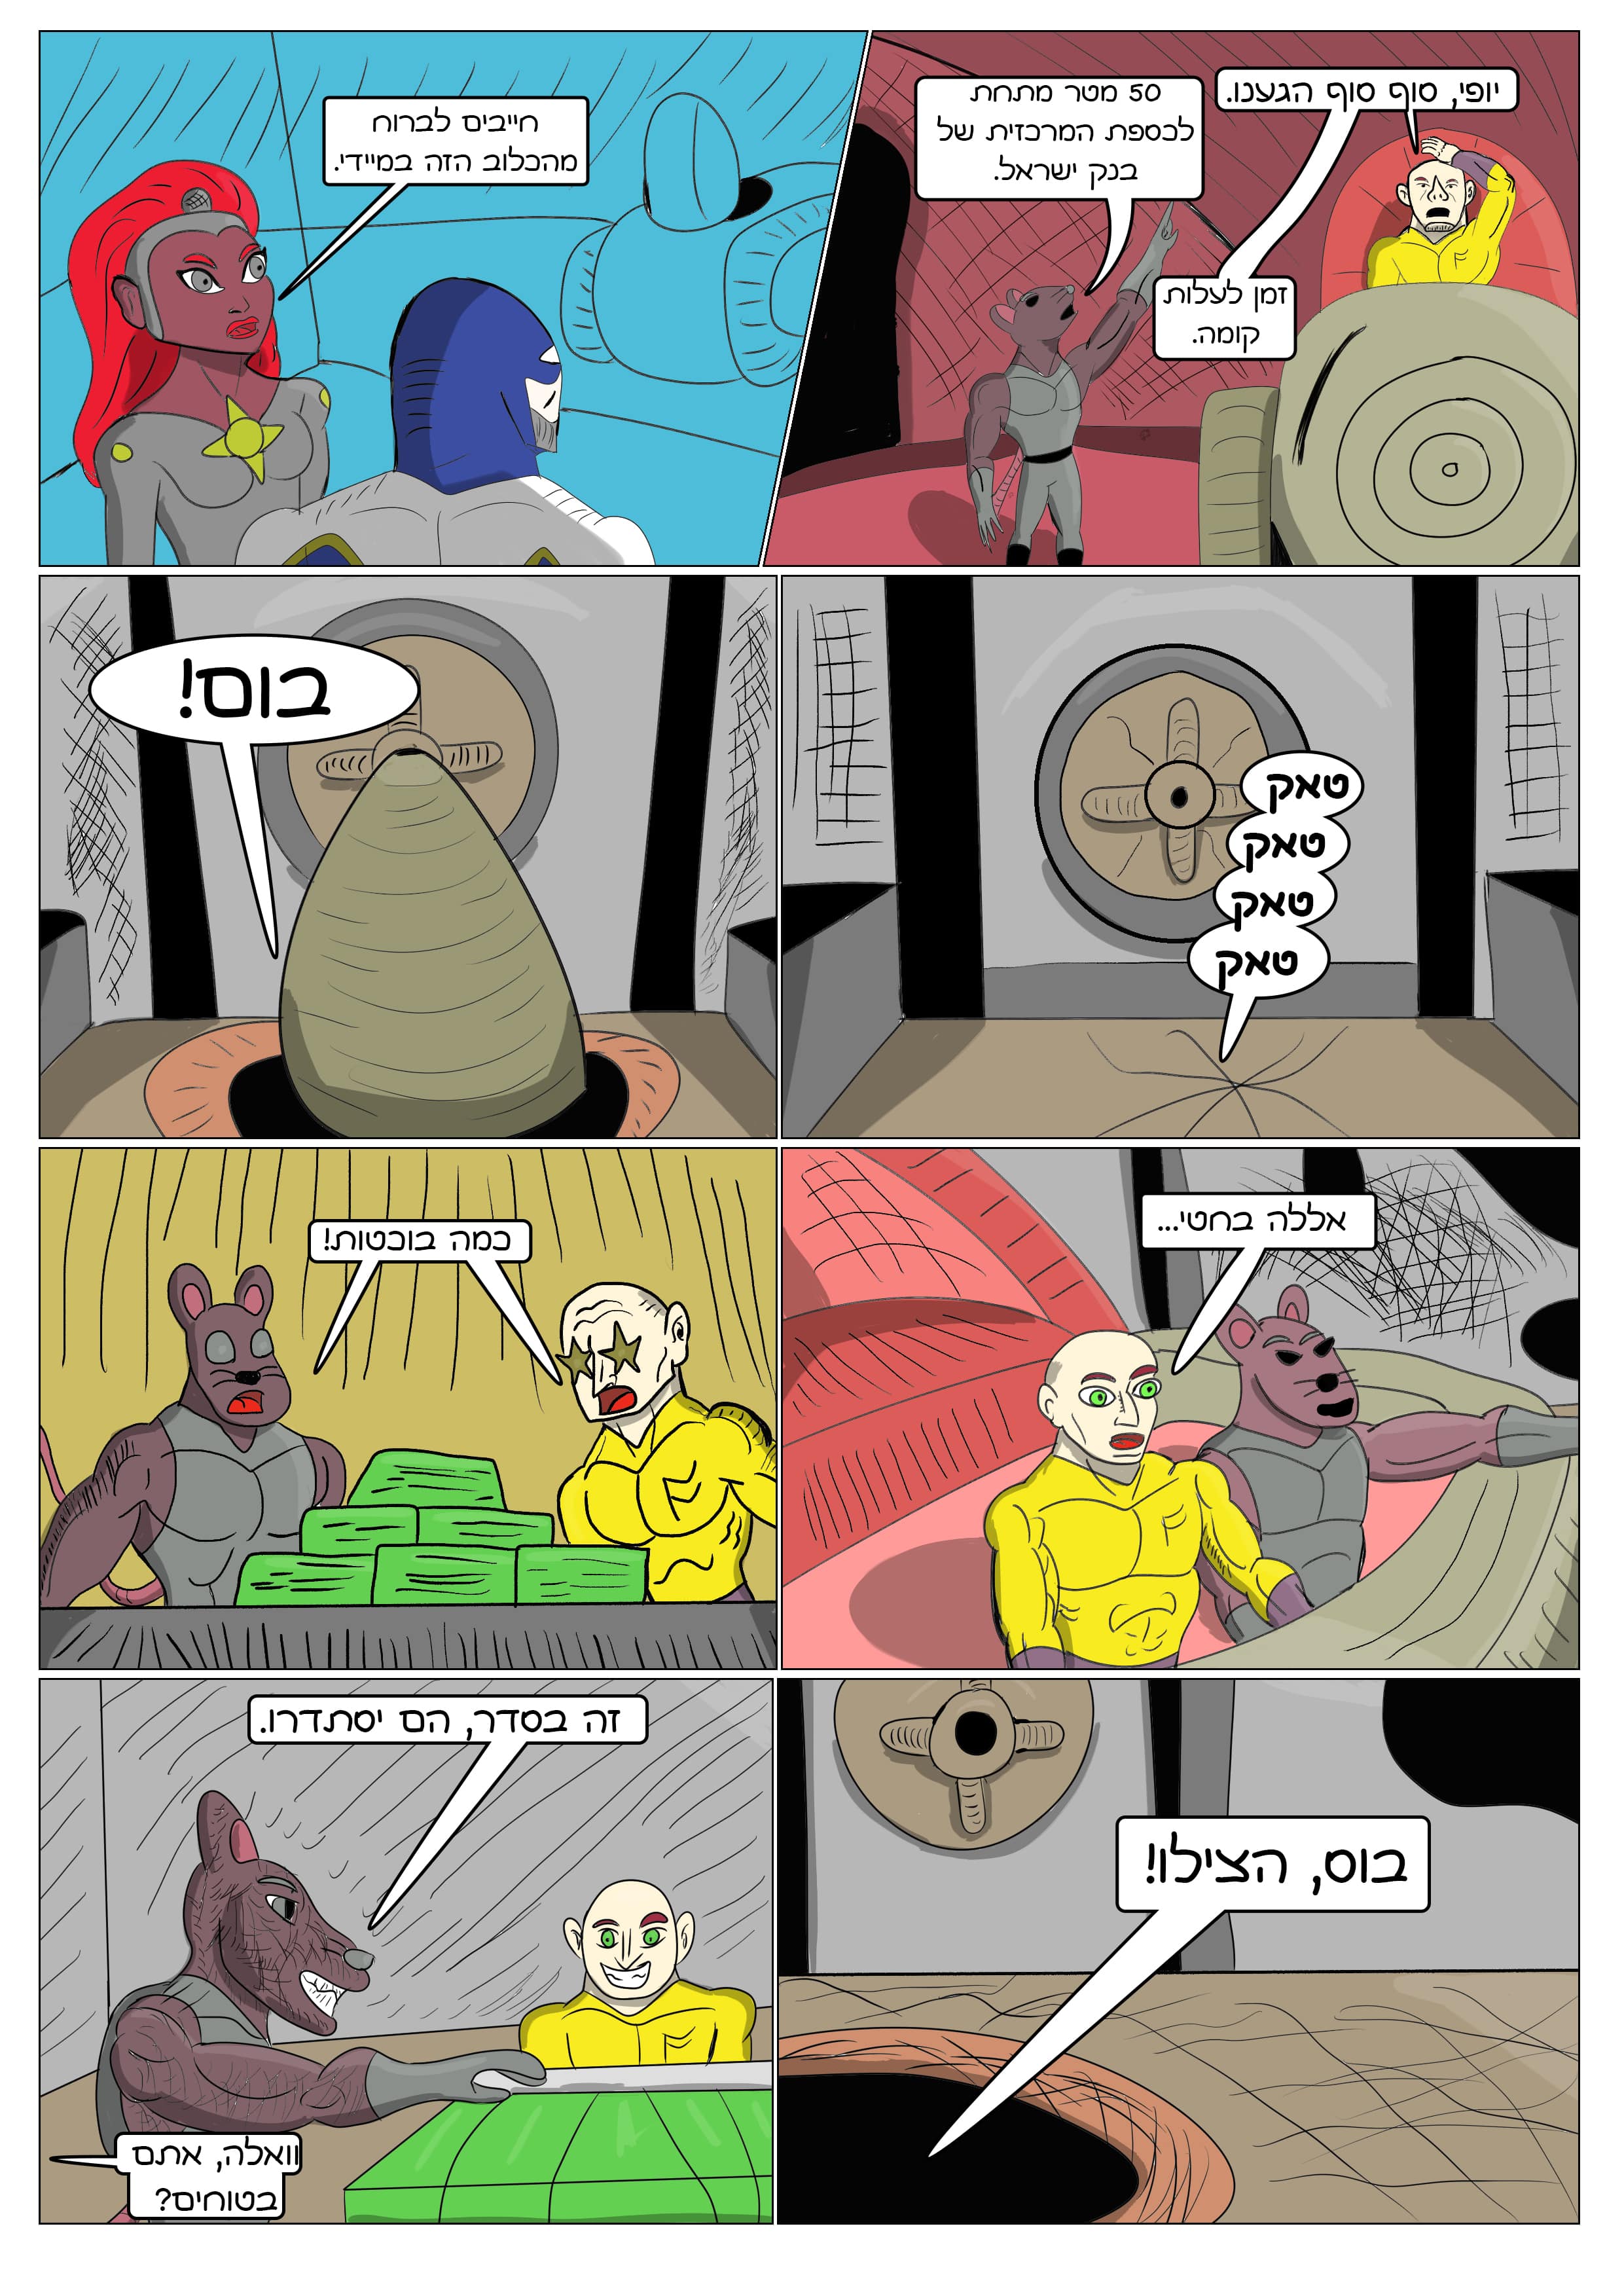 יופי, סוף סוף הגענו.
50 מטר מתחת
לכספת המרכזית של
בנק ישראל.
זמן לעלות
קומה.
חייבים לברוח
מהכלוב הזה במיידי.
טאק
טאק
טאק
טאק
בוּם!
אללה בחטי...
כמה בוכטות!
בוס, הצילו!
זה בסדר, הם יסתדרו.
וואלה, אתם
בטוחים?